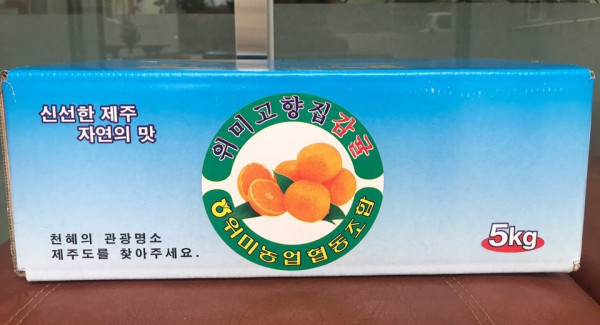 신선한 제주
자연의 맛
위미고향집감귤
위미농업협동조합
천혜의 관광명소
제주도를 찾아주세요.
5kg